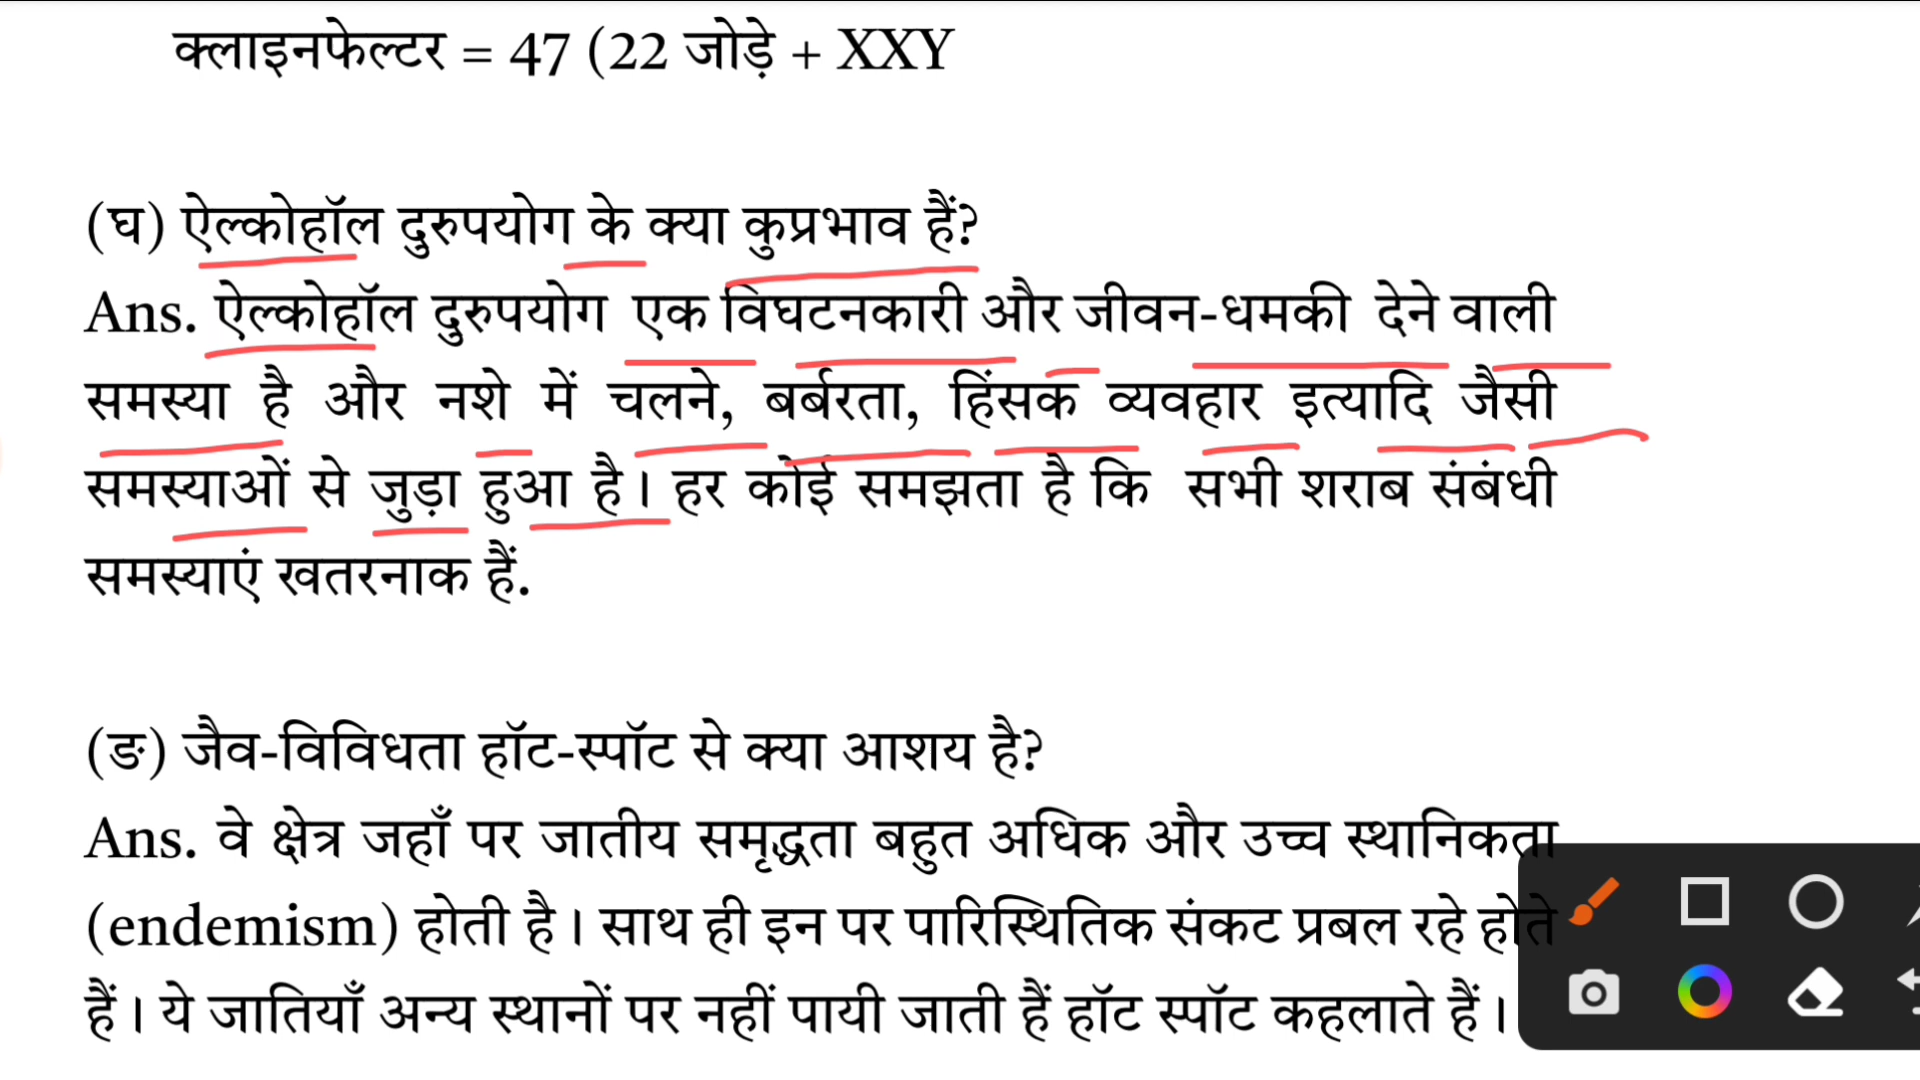 क्लाइनफेल्टर = 47 (22 जोड़े + XXY
(घ) ऐल्कोहॉल दुरुपयोग के क्या कुप्रभाव हैं?
Ans. ऐल्कोहॉल दुरुपयोग एक विघटनकारी और जीवन-धमकी देने वाली
समस्या है और नशे में चलने, बर्बरता, हिंसक व्यवहार इत्यादि जैसी
समस्याओं से जुड़ा हुआ है। हर कोई समझता है कि सभी शराब संबंधी
समस्याएं खतरनाक हैं.
(ङ) जैव-विविधता हॉट-स्पॉट से क्या आशय है?
Ans. वे क्षेत्र जहाँ पर जातीय समृद्धता बहुत अधिक और उच्च स्थानिकता
(endemism) होती है। साथ ही इन पर पारिस्थितिक संकट प्रबल रहे होते
हैं। ये जातियाँ अन्य स्थानों पर नहीं पायी जाती हैं हॉट स्पॉट कहलाते हैं।